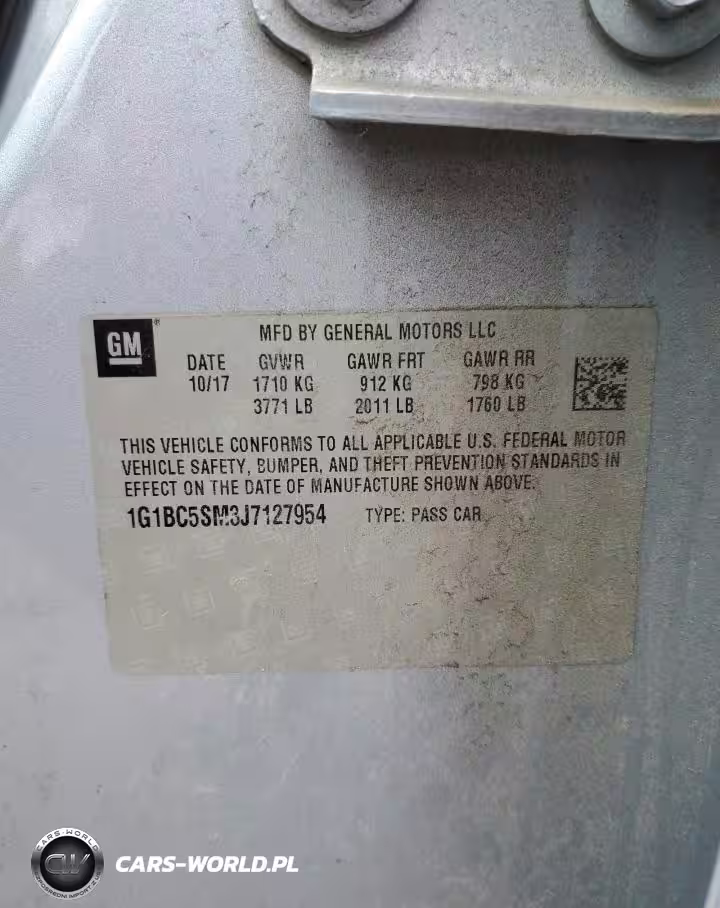 GM
MFD BY GENERAL MOTORS LLC
DATE GVWR GAWR FRT GAWR RR
10/17 1710 KG 912 KG 798 KG
3771 LB 2011 LB 1760 LB
THIS VEHICLE CONFORMS TO ALL APPLICABLE U.S. FEDERAL MOTOR
VEHICLE SAFETY, BUMPER, AND THEFT PREVENTION STANDARDS IN
EFFECT ON THE DATE OF MANUFACTURE SHOWN ABOVE.
1G1BC5SM3J7127954 TYPE: PASS CAR
CARS-WORLD.PL
CARS-WORLD
CW